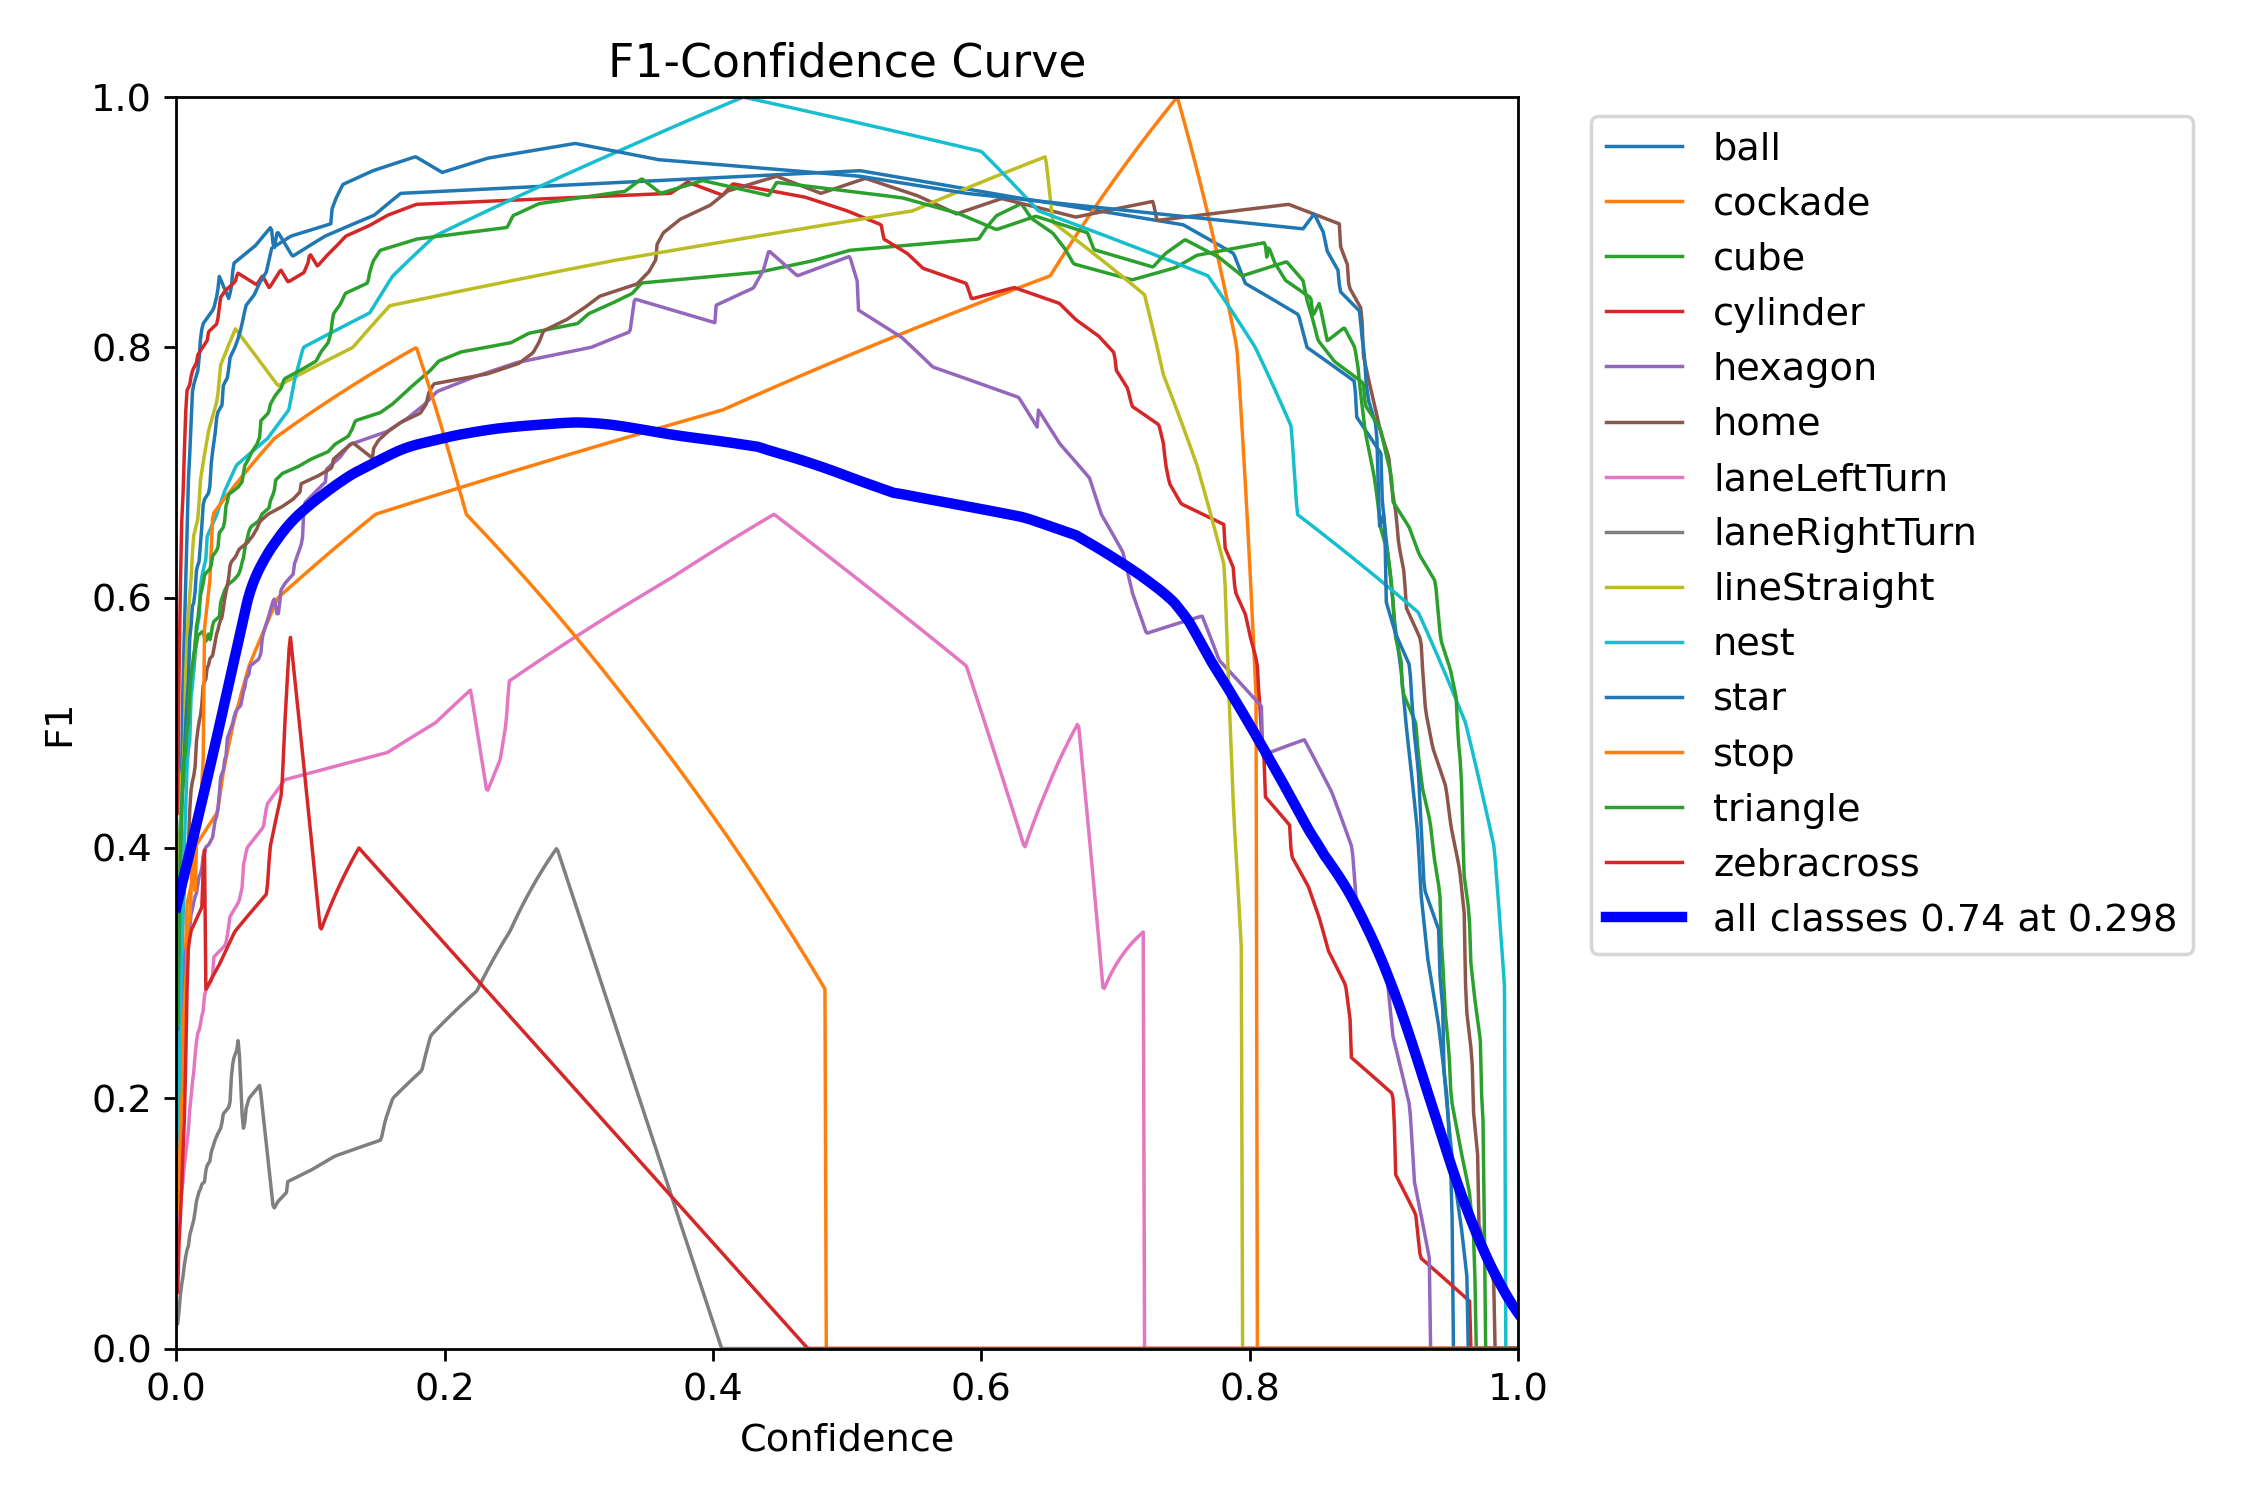 F1-Confidence Curve
1.0
0.8
0.6
0.4
0.2
0.0
F1
0.0 0.2 0.4 0.6 0.8 1.0
Confidence
ball
cockade
cube
cylinder
hexagon
home
laneLeftTurn
laneRightTurn
lineStraight
nest
star
stop
triangle
zebracross
all classes 0.74 at 0.298